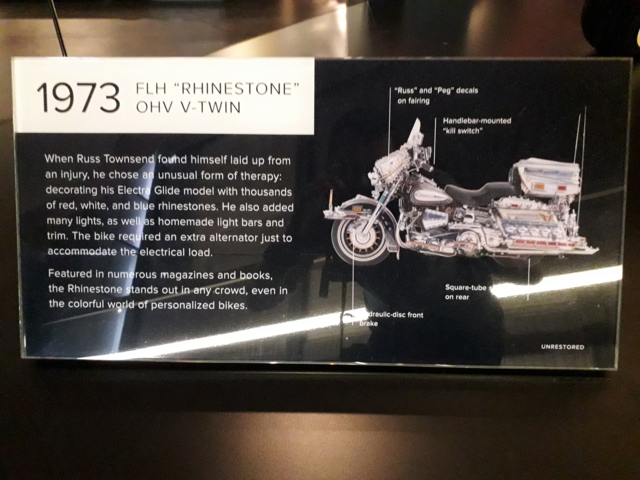 1973
FLH "RHINESTONE"
OHV V-TWIN
When Russ Townsend found himself laid up from
an injury, he chose an unusual form of therapy:
decorating his Electra Glide model with thousands
of red, white, and blue rhinestones. He also added
many lights, as well as homemade light bars and
trim. The bike required an extra alternator just to
accommodate the electrical load.
Featured in numerous magazines and books,
the Rhinestone stands out in any crowd, even in
the colorful world of personalized bikes.
"Russ" and "Peg" decals
on fairing
Handlebar-mounted
"kill switch"
Square-tube
on rear
front
brake
UNRESTORED